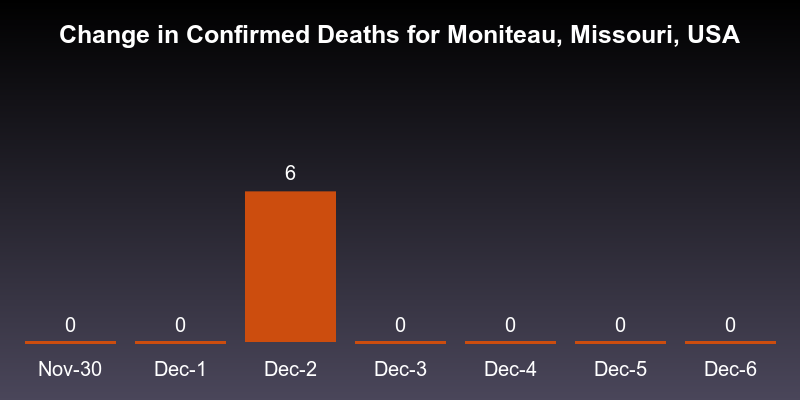 Change in Confirmed Deaths for Moniteau, Missouri, USA
6
0 0 0 0 0 0
Nov-30 Dec-1 Dec-2 Dec-3 Dec-4 Dec-5 Dec-6